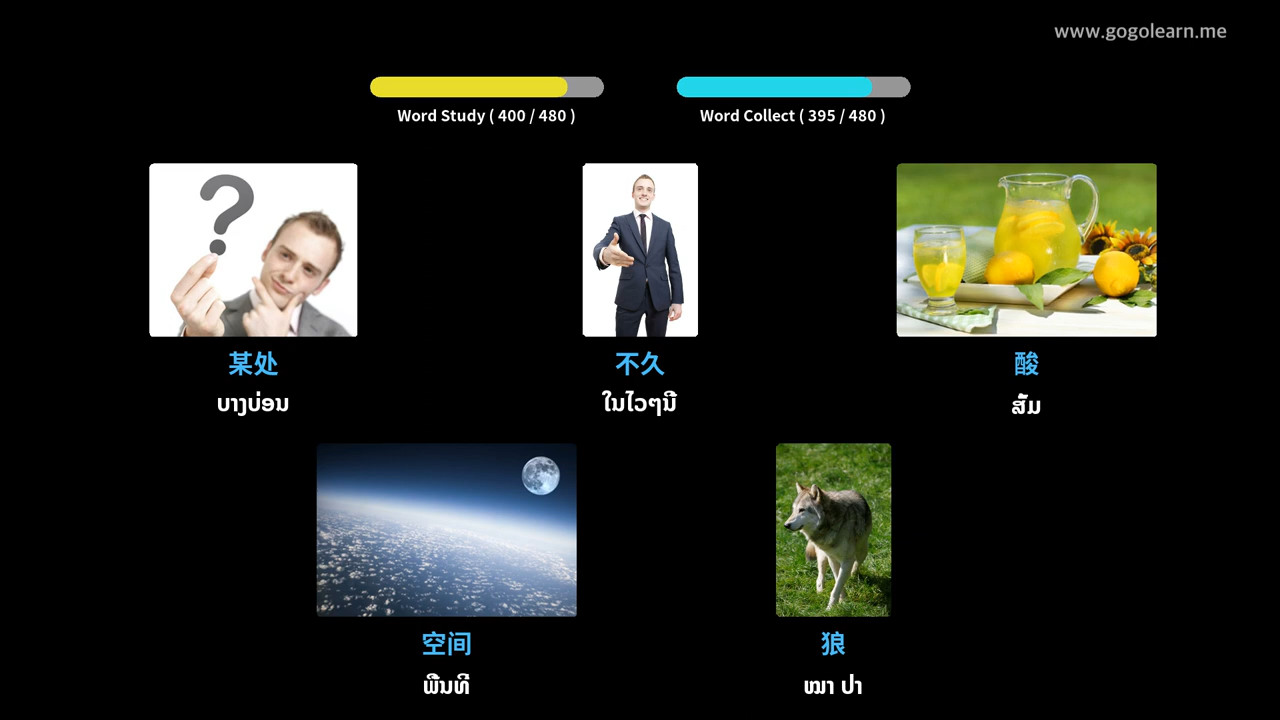 www.gogolearn.me
Word Study ( 400 / 480 )
Word Collect ( 395 / 480 )
某处
ບາງບ່ອນ
不久
ໃນໄວໆນີ້
酸
ສົ້ມ
空间
ພື້ນທີ່
狼
ໝາ ປ່າ